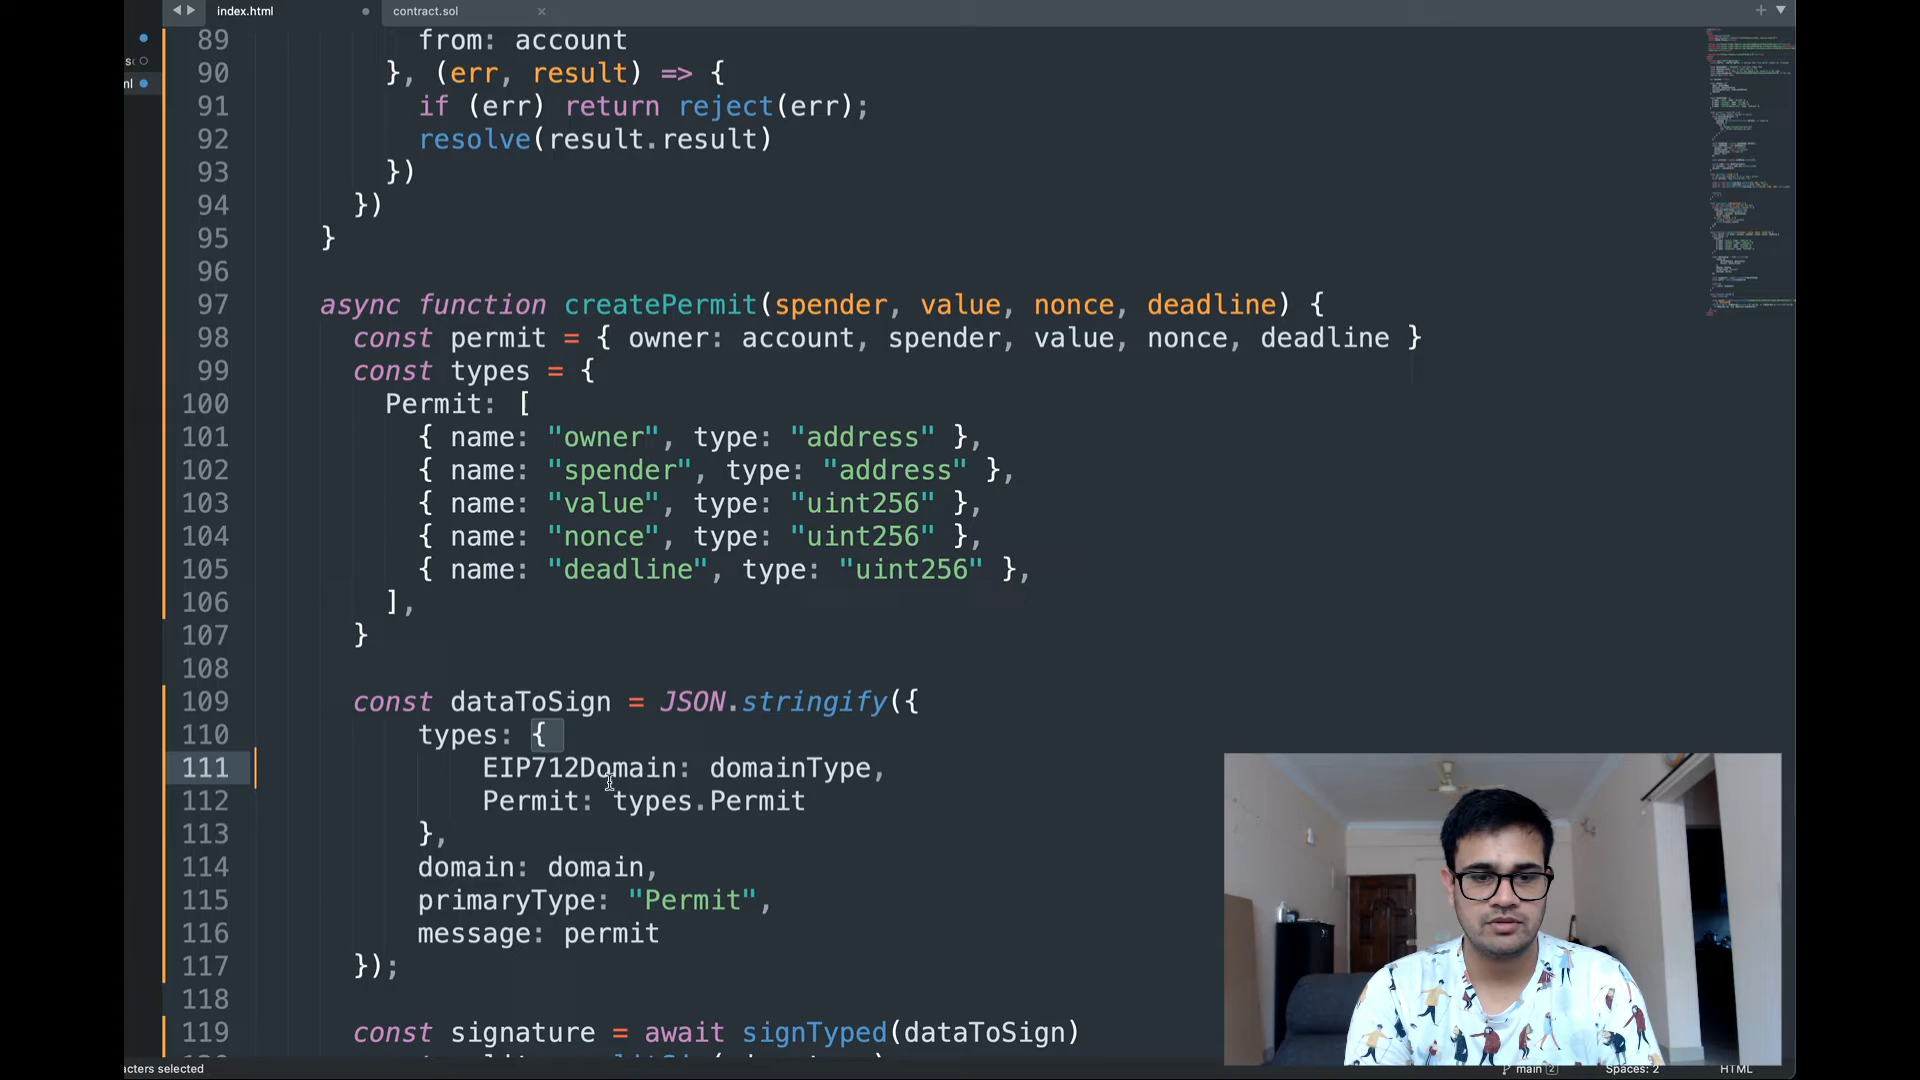 index.html
contract.sol
89 from: account
90 }, (err, result) => {
91 if (err) return reject(err);
92 resolve(result.result)
93 })
94 })
95 }
96
97 async function createPermit(spender, value, nonce, deadline) {
98 const permit = { owner: account, spender, value, nonce, deadline }
99 const types = {
100 Permit: [
101 { name: "owner", type: "address" },
102 { name: "spender", type: "address" },
103 { name: "value", type: "uint256" },
104 { name: "nonce", type: "uint256" },
105 { name: "deadline", type: "uint256" },
106 ],
107 }
108
109 const dataToSign = JSON.stringify({
110 types: {
111 EIP712Domain: domainType,
112 Permit: types.Permit
113 },
114 domain: domain,
115 primaryType: "Permit",
116 message: permit
117 });
118
119 const signature = await signTyped(dataToSign)
acters selected
main 2
Spaces: 2
HTML